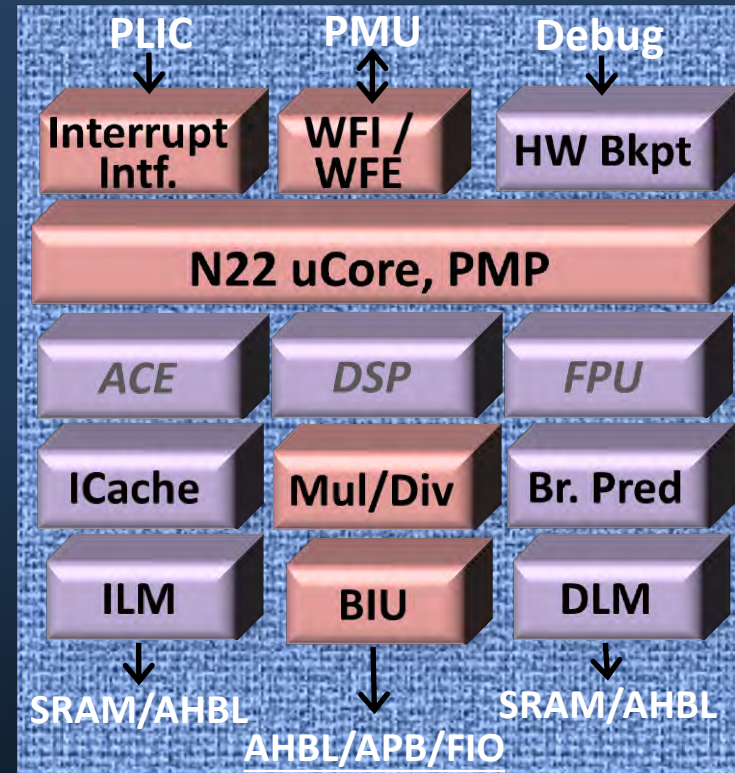 PLIC
PMU
Debug
Interrupt
Intf.
WFI /
WFE
HW Bkpt
N22 uCore, PMP
ACE
DSP
FPU
ICache
Mul/Div
Br. Pred
ILM
BIU
DLM
SRAM/AHBL
SRAM/AHBL
AHBL/APB/FIO